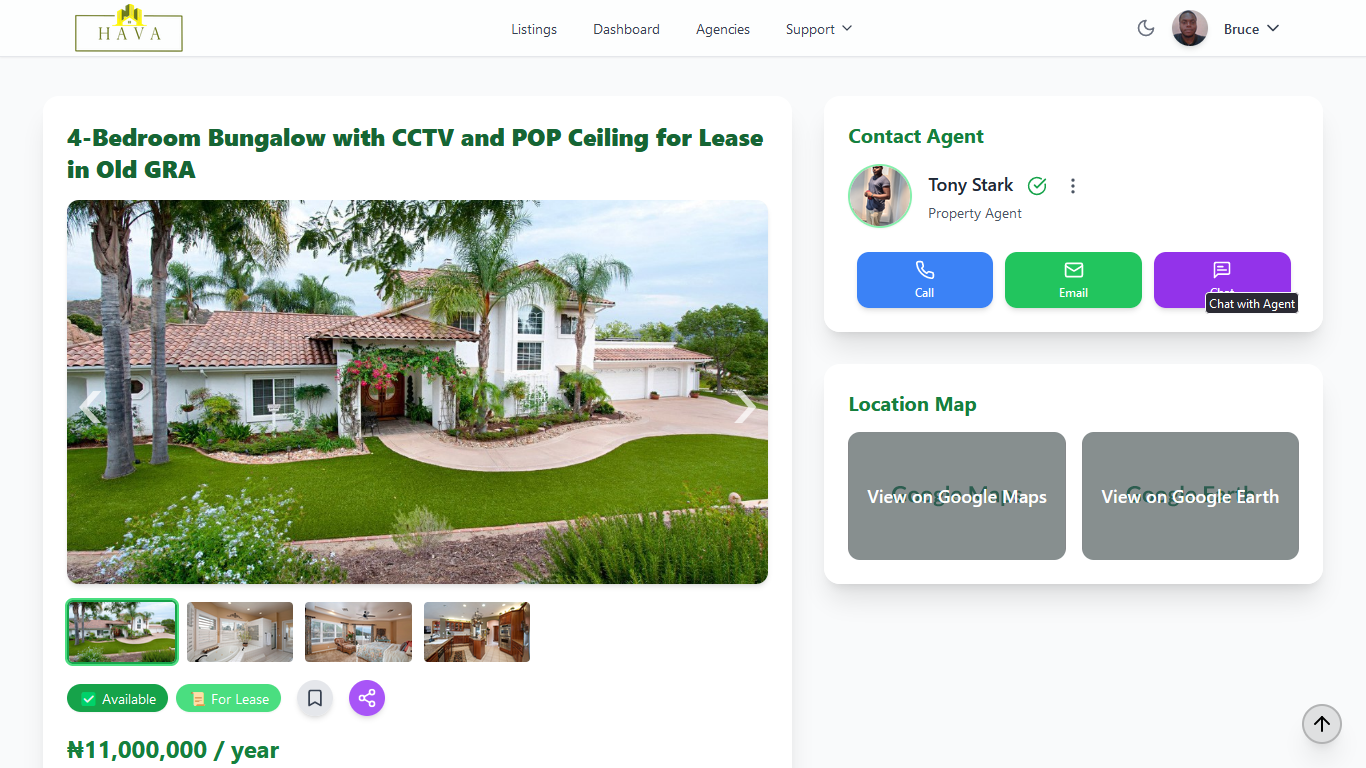 HAVA
Listings
Dashboard
Agencies
Support
Bruce
4-Bedroom Bungalow with CCTV and POP Ceiling for Lease
in Old GRA
Available
For Lease
₦11,000,000 / year
Contact Agent
Tony Stark
Property Agent
Call
Email
Chat with Agent
Location Map
View on Google Maps
View on Google Earth